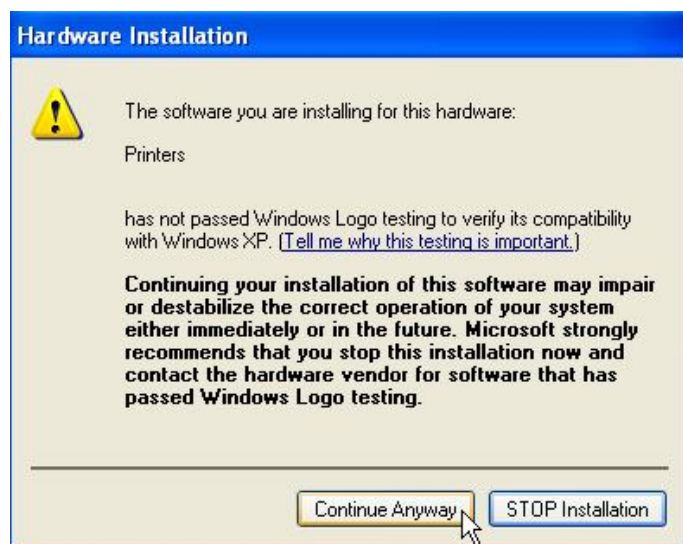 Hardware Installation
The software you are installing for this hardware:
Printers
has not passed Windows Logo testing to verify its compatibility
with Windows XP. (Tell me why this testing is important.)
Continuing your installation of this software may impair
or destabilize the correct operation of your system
either immediately or in the future. Microsoft strongly
recommends that you stop this installation now and
contact the hardware vendor for software that has
passed Windows Logo testing.
Continue Anyway
STOP Installation